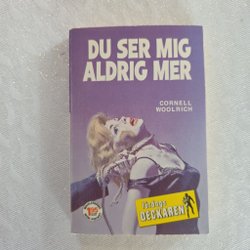 DU SER MIG
ALDRIG MER
CORNELL
WOOLRICH
DECKAREN